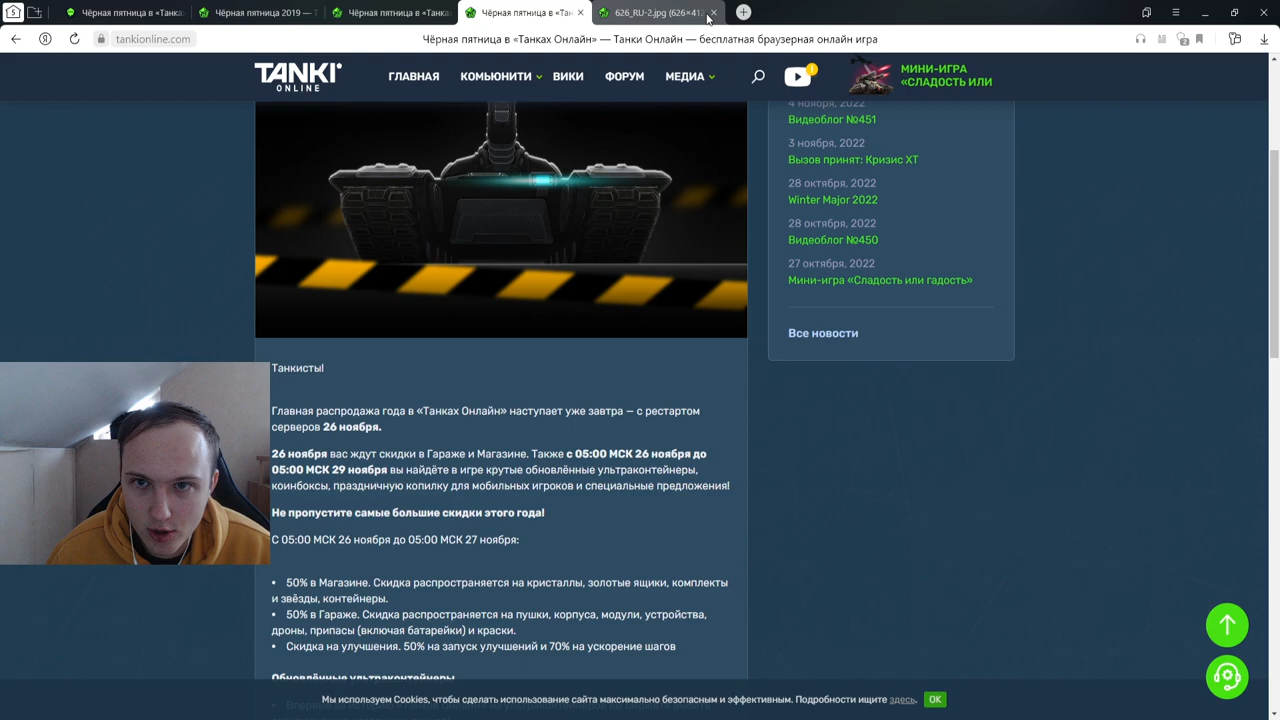 Чёрная пятница в «Танка
Чёрная пятница 2019 — Т
Чёрная пятница в «Танка
Чёрная пятница в «Тан
626_RU-2.jpg (626×41
tankionline.com
Чёрная пятница в «Танках Онлайн» — Танки Онлайн — бесплатная браузерная онлайн игра
TANKI
ONLINE
ГЛАВНАЯ
КОМЬЮНИТИ
ВИКИ
ФОРУМ
МЕДИА
МИНИ-ИГРА
«СЛАДОСТЬ ИЛИ
4 ноября, 2022
Видеоблог №451
3 ноября, 2022
Вызов принят: Кризис XT
28 октября, 2022
Winter Major 2022
28 октября, 2022
Видеоблог №450
27 октября, 2022
Мини-игра «Сладость или гадость»
Все новости
Танкисты!
Главная распродажа года в «Танках Онлайн» наступает уже завтра — с рестартом
серверов 26 ноября.
26 ноября вас ждут скидки в Гараже и Магазине. Также с 05:00 МСК 26 ноября до
05:00 МСК 29 ноября вы найдёте в игре крутые обновлённые ультраконтейнеры,
коинбоксы, праздничную копилку для мобильных игроков и специальные предложения!
Не пропустите самые большие скидки этого года!
С 05:00 МСК 26 ноября до 05:00 МСК 27 ноября:
• 50% в Магазине. Скидка распространяется на кристаллы, золотые ящики, комплекты
и звёзды, контейнеры.
• 50% в Гараже. Скидка распространяется на пушки, корпуса, модули, устройства,
дроны, припасы (включая батарейки) и краски.
• Скидка на улучшения. 50% на запуск улучшений и 70% на ускорение шагов
Обновлённые ультраконтейнеры
Мы используем Cookies, чтобы сделать использование сайта максимально безопасным и эффективным. Подробности ищите здесь.
OK